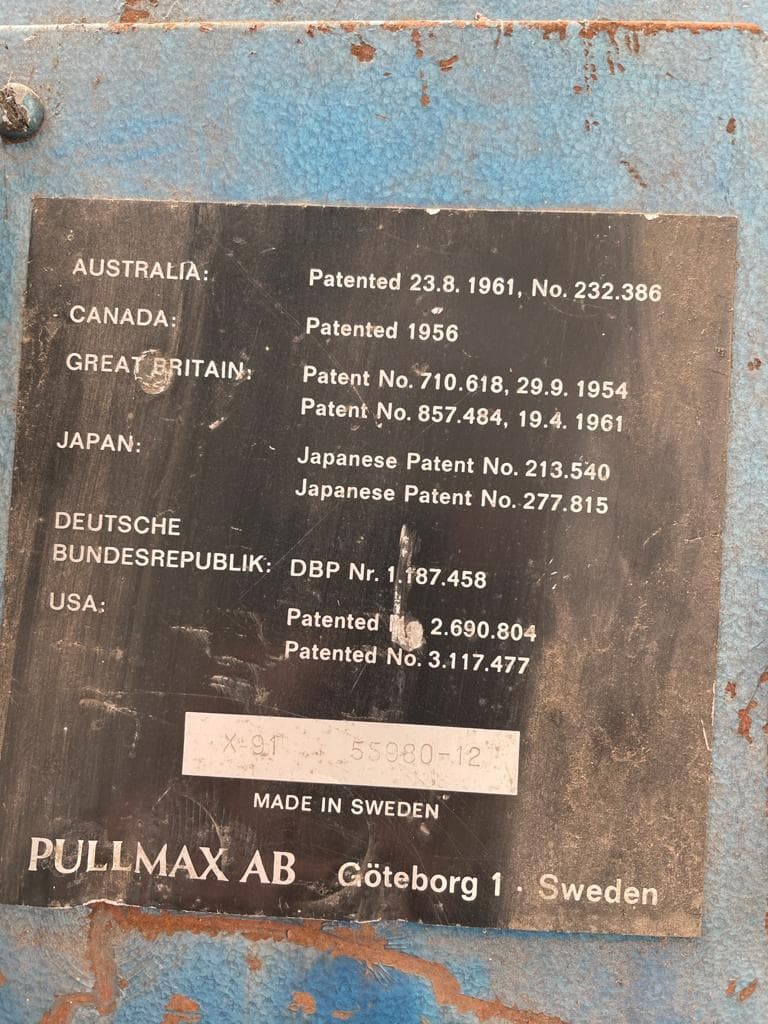 AUSTRALIA: Patented 23.8. 1961, No. 232.386
CANADA: Patented 1956
GREAT BRITAIN: Patent No. 710.618, 29.9. 1954
Patent No. 857.484, 19.4. 1961
JAPAN: Japanese Patent No. 213.540
Japanese Patent No. 277.815
DEUTSCHE
BUNDESREPUBLIK: DBP Nr. 1.187.458
USA: Patented 2.690.804
Patented No. 3.117.477
X-91 55980-12
MADE IN SWEDEN
PULLMAX AB Göteborg 1 · Sweden